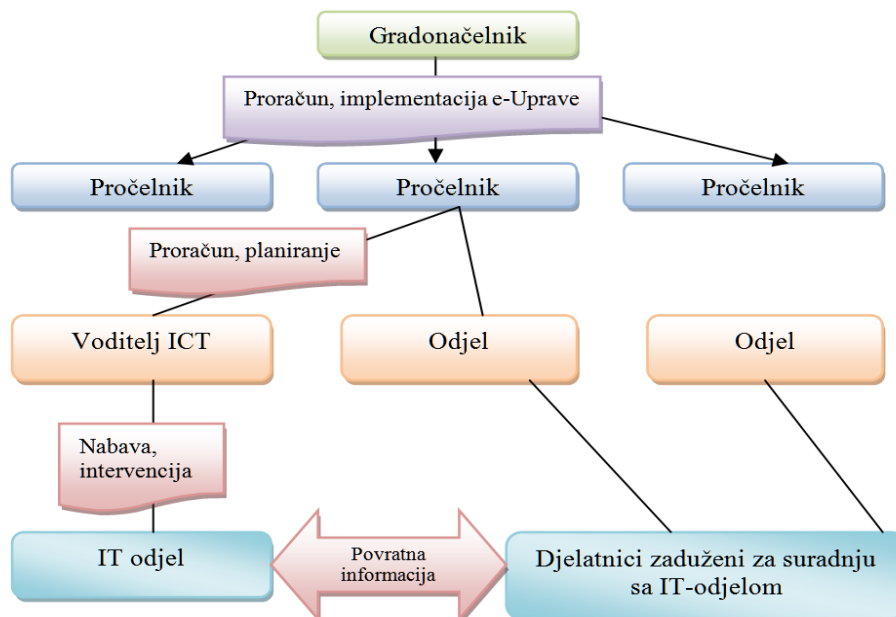 Gradonačelnik
Proračun, implementacija e-Uprave
Pročelnik
Pročelnik
Pročelnik
Proračun, planiranje
Voditelj ICT
Odjel
Odjel
Nabava,
intervencija
IT odjel
Povratna
informacija
Djelatnici zaduženi za suradnju
sa IT-odjelom